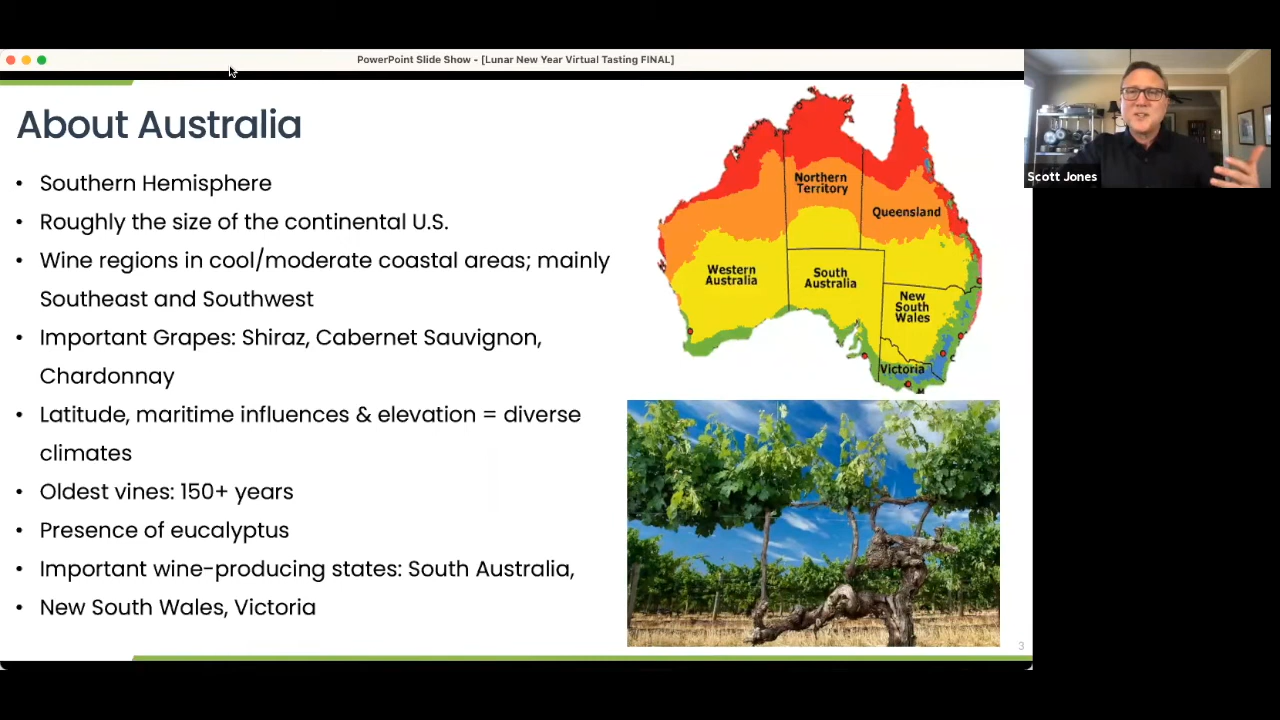 PowerPoint Slide Show - [Lunar New Year Virtual Tasting FINAL]
About Australia
• Southern Hemisphere
• Roughly the size of the continental U.S.
• Wine regions in cool/moderate coastal areas; mainly
Southeast and Southwest
• Important Grapes: Shiraz, Cabernet Sauvignon,
Chardonnay
• Latitude, maritime influences & elevation = diverse
climates
• Oldest vines: 150+ years
• Presence of eucalyptus
• Important wine-producing states: South Australia,
• New South Wales, Victoria
Northern
Territory
Queensland
Western
Australia
South
Australia
New
South
Wales
C
Victoria
3
Scott Jones